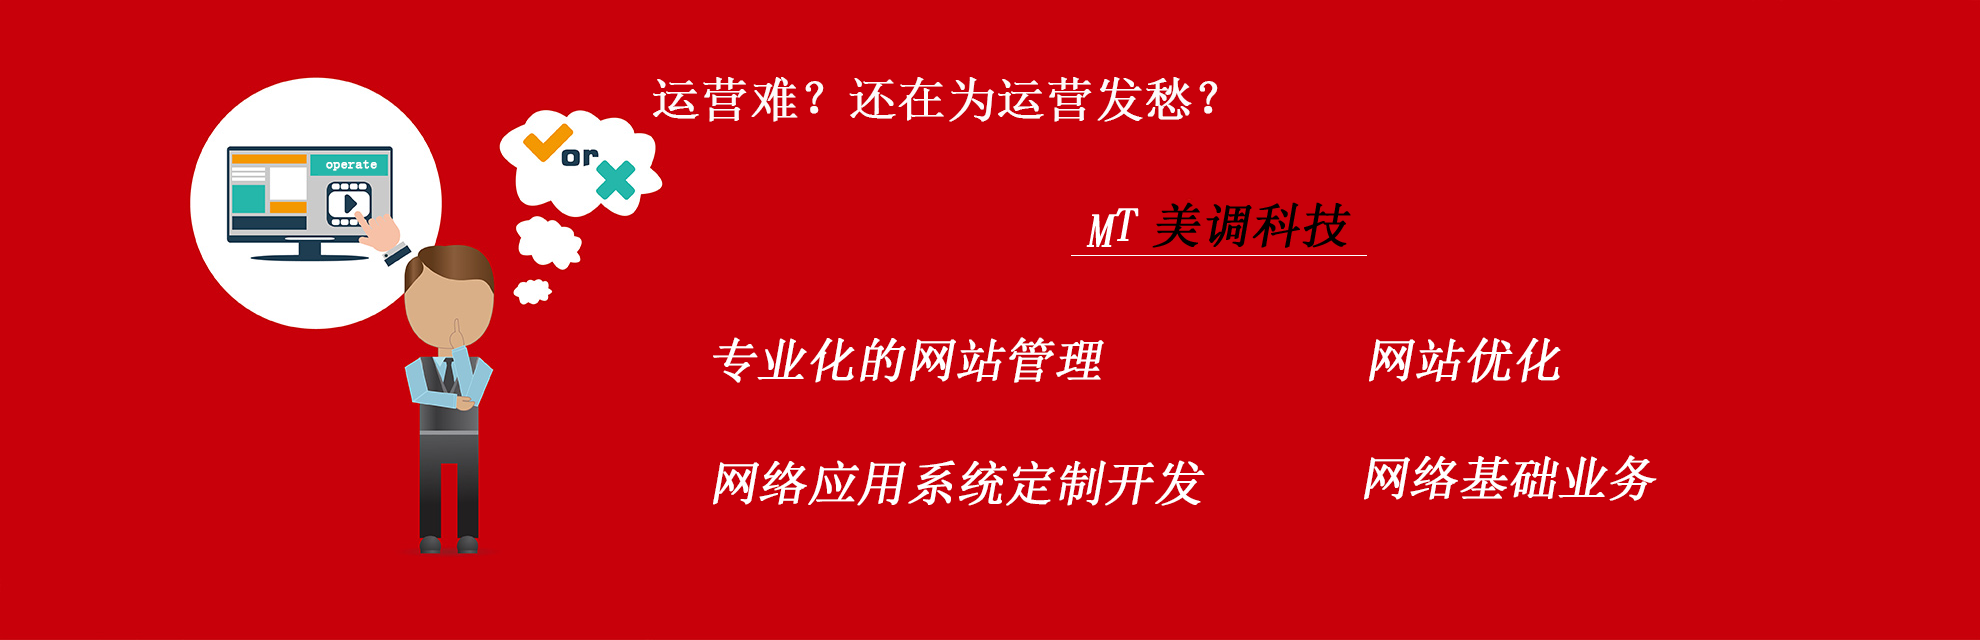 运营难？还在为运营发愁？
operate
or
MT 美调科技
专业化的网站管理
网站优化
网络应用系统定制开发
网络基础业务